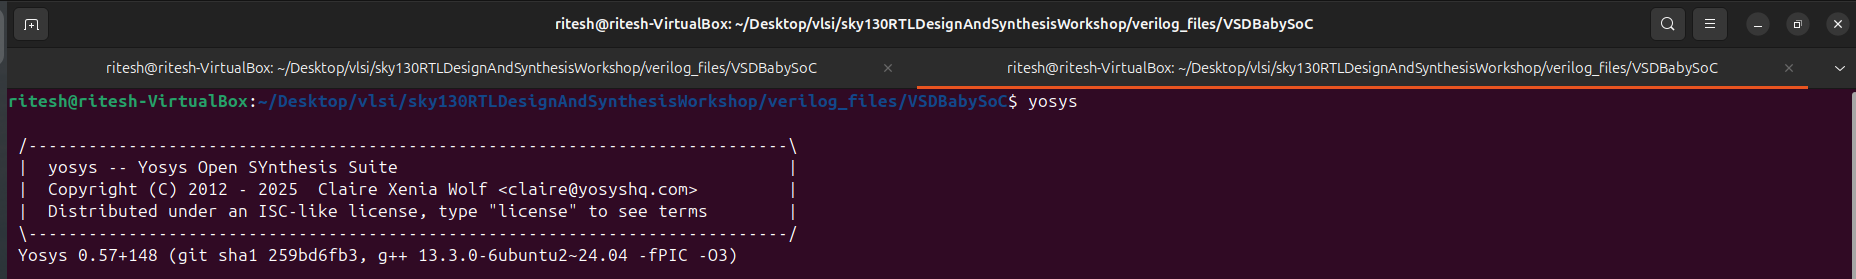 ritesh@ritesh-VirtualBox: ~/Desktop/vlsi/sky130RTLDesignAndSynthesisWorkshop/verilog_files/VSDBabySoC
ritesh@ritesh-VirtualBox: ~/Desktop/vlsi/sky130RTLDesignAndSynthesisWorkshop/verilog_files/VSDBabySoC
ritesh@ritesh-VirtualBox: ~/Desktop/vlsi/sky130RTLDesignAndSynthesisWorkshop/verilog_files/VSDBabySoC
ritesh@ritesh-VirtualBox:~/Desktop/vlsi/sky130RTLDesignAndSynthesisWorkshop/verilog_files/VSDBabySoC$ yosys
/----------------------------------------------------------------------------\
|  yosys -- Yosys Open SYnthesis Suite                                       |
|  Copyright (C) 2012 - 2025  Claire Xenia Wolf <claire@yosyshq.com>         |
|  Distributed under an ISC-like license, type "license" to see terms        |
\----------------------------------------------------------------------------/
Yosys 0.57+148 (git sha1 259bd6fb3, g++ 13.3.0-6ubuntu2~24.04 -fPIC -O3)